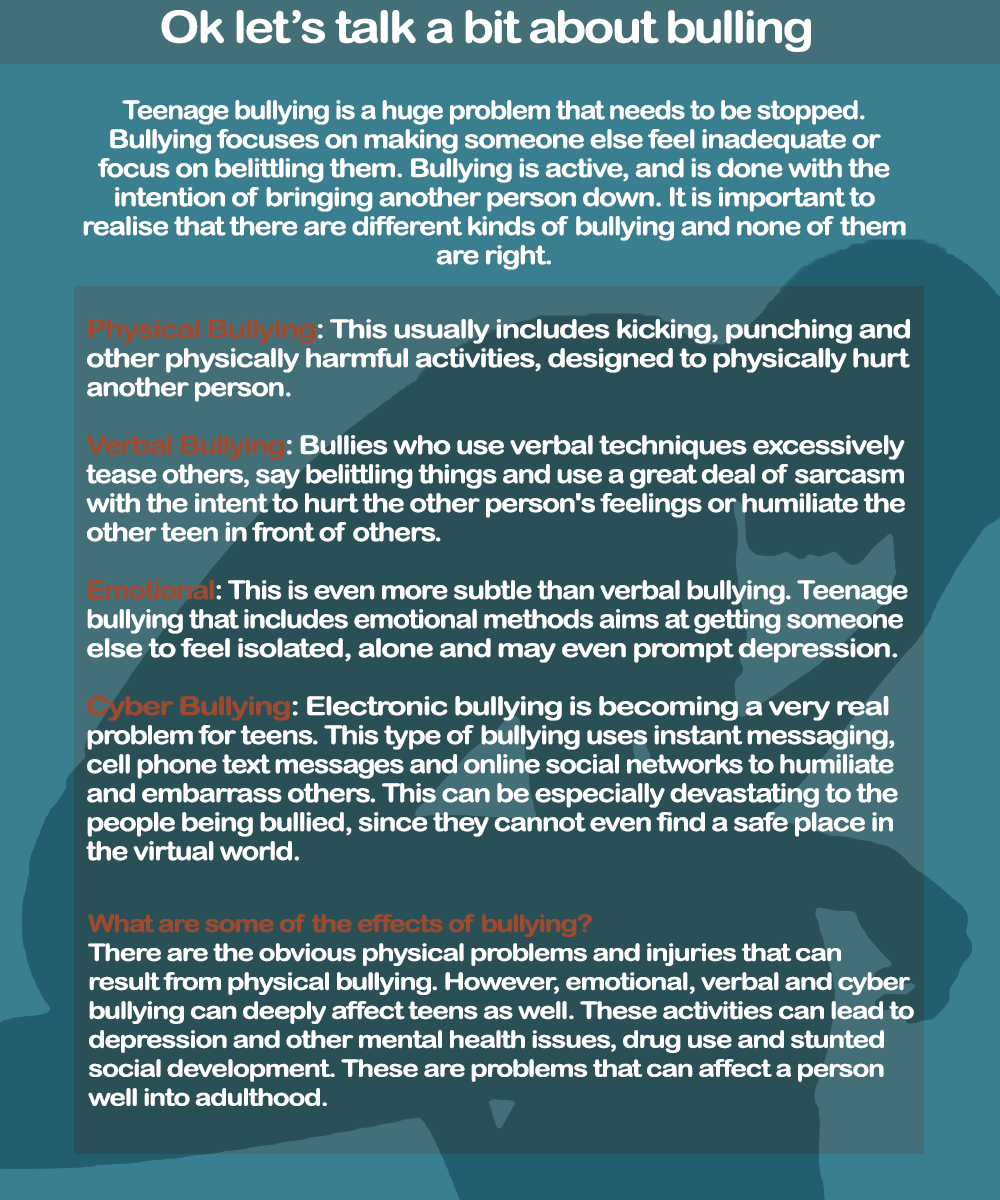 Ok let’s talk a bit about bulling
Teenage bullying is a huge problem that needs to be stopped.
Bullying focuses on making someone else feel inadequate or
focus on belittling them. Bullying is active, and is done with the
intention of bringing another person down. It is important to
realise that there are different kinds of bullying and none of them
are right.
Physical Bullying: This usually includes kicking, punching and
other physically harmful activities, designed to physically hurt
another person.
Verbal Bullying: Bullies who use verbal techniques excessively
tease others, say belittling things and use a great deal of sarcasm
with the intent to hurt the other person's feelings or humiliate the
other teen in front of others.
Emotional: This is even more subtle than verbal bullying. Teenage
bullying that includes emotional methods aims at getting someone
else to feel isolated, alone and may even prompt depression.
Cyber Bullying: Electronic bullying is becoming a very real
problem for teens. This type of bullying uses instant messaging,
cell phone text messages and online social networks to humiliate
and embarrass others. This can be especially devastating to the
people being bullied, since they cannot even find a safe place in
the virtual world.
What are some of the effects of bullying?
There are the obvious physical problems and injuries that can
result from physical bullying. However, emotional, verbal and cyber
bullying can deeply affect teens as well. These activities can lead to
depression and other mental health issues, drug use and stunted
social development. These are problems that can affect a person
well into adulthood.